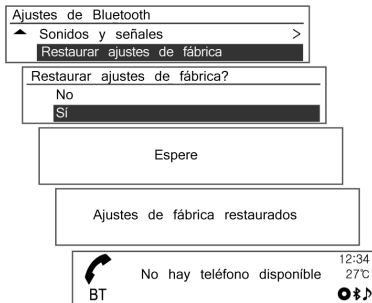 Ajustes de Bluetooth
Sonidos y señales >
Restaurar ajustes de fábrica
Restaurar ajustes de fábrica?
No
Sí
Espere
Ajustes de fábrica restaurados
12:34
No hay teléfono disponíble 27℃
BT